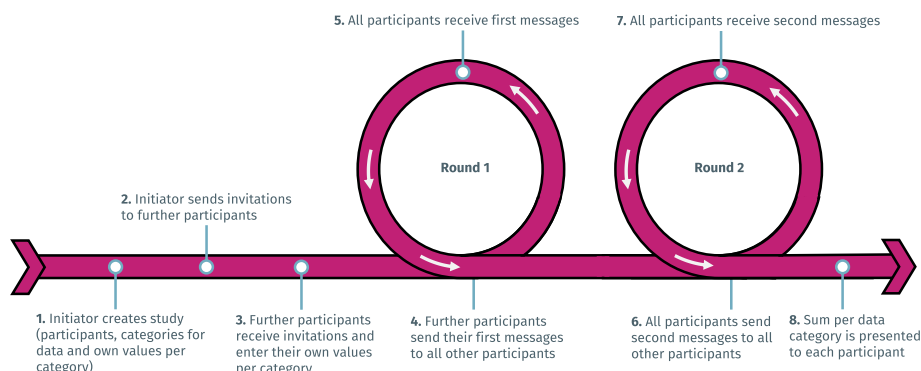 5. All participants receive first messages
7. All participants receive second messages
Round 1
Round 2
2. Initiator sends invitations
to further participants
1. Initiator creates study
(participants, categories for
data and own values per
category)
3. Further participants
receive invitations and
enter their own values
per category
4. Further participants
send their first messages
to all other participants
6. All participants send
second messages to all
other participants
8. Sum per data
category is presented
to each participant